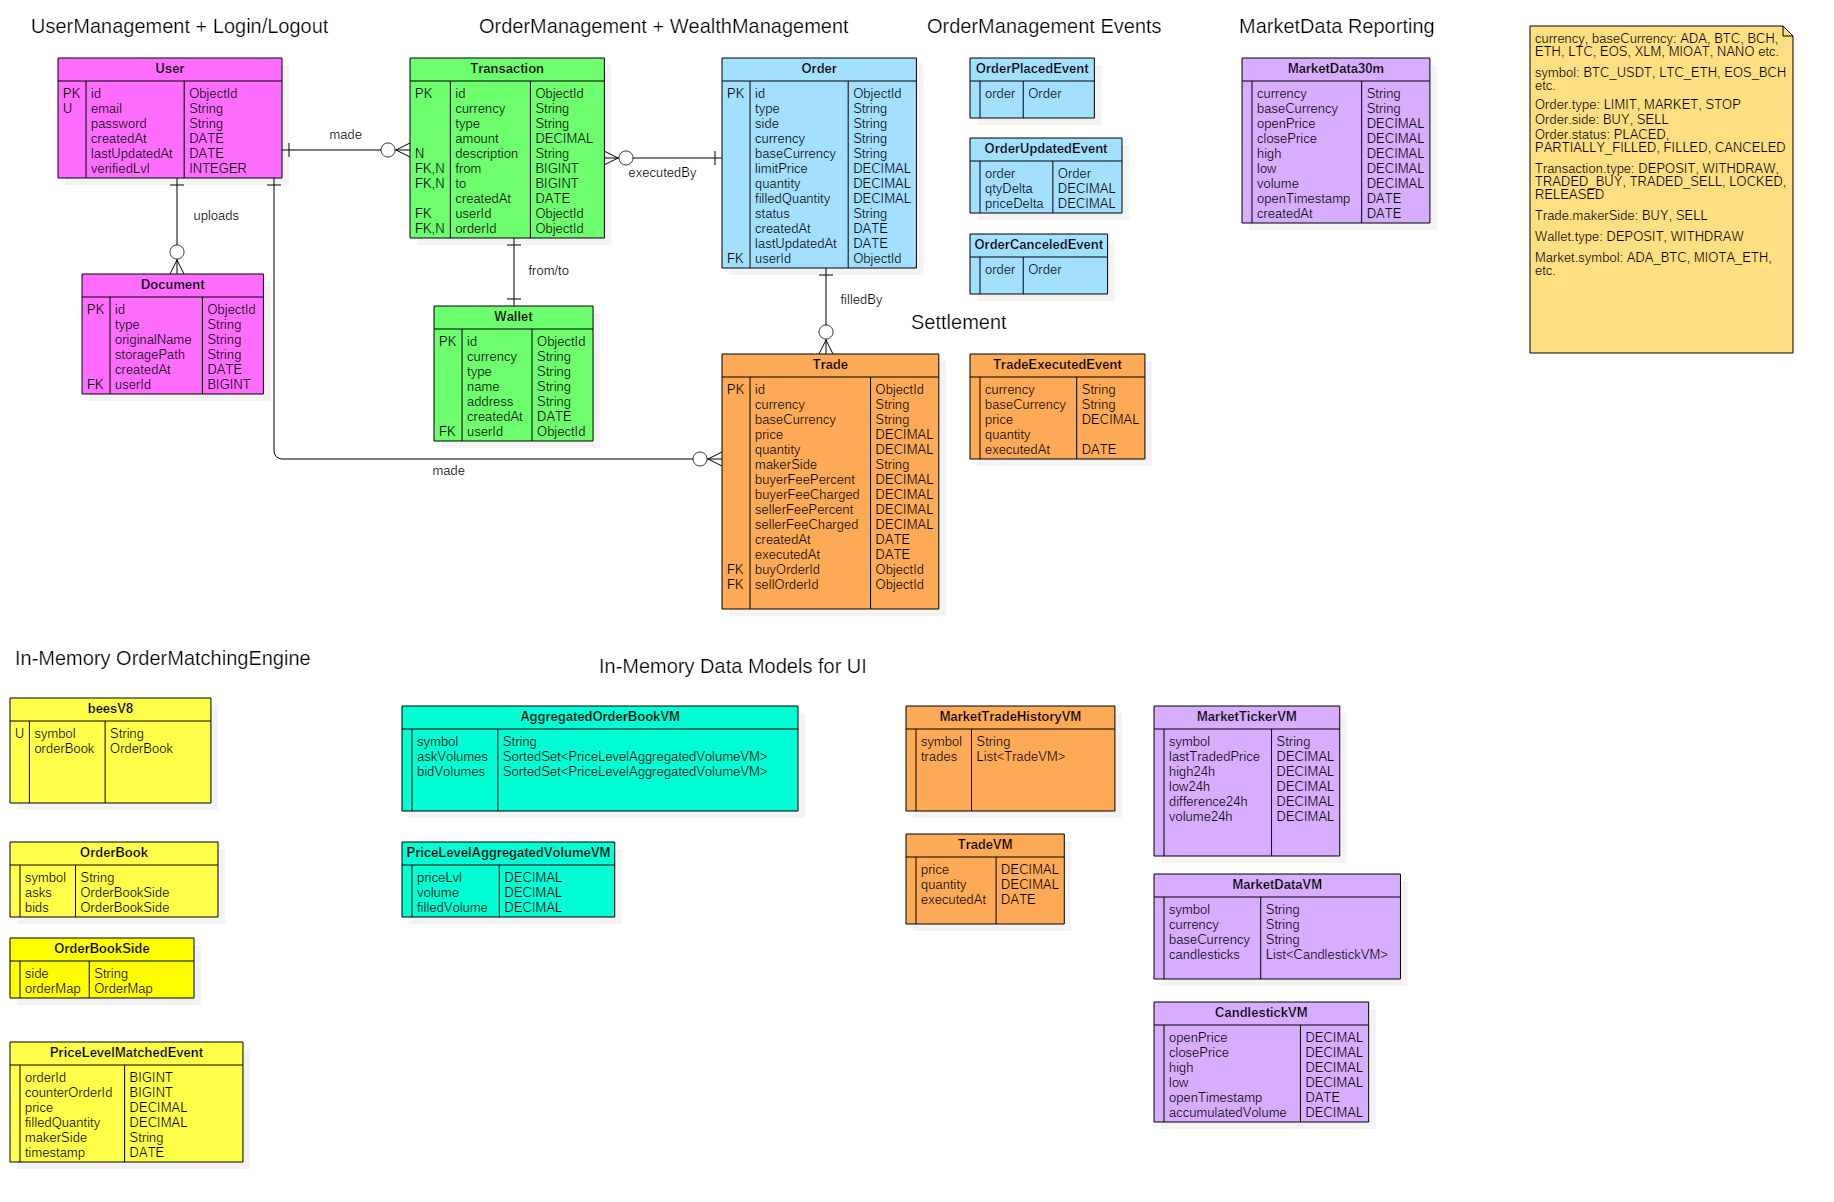 UserManagement + Login/Logout
OrderManagement + WealthManagement
OrderManagement Events
MarketData Reporting
User
PK id ObjectId
U email String
password String
createdAt DATE
lastUpdatedAt DATE
verifiedLvl INTEGER
made
uploads
Document
PK id ObjectId
type String
originalName String
storagePath String
createdAt DATE
FK userId BIGINT
Transaction
PK id ObjectId
currency String
type String
amount DECIMAL
N description String
FK,N from BIGINT
FK,N to BIGINT
createdAt DATE
FK userId ObjectId
FK,N orderId ObjectId
executedBy
from/to
Wallet
PK id ObjectId
currency String
type String
name String
address String
createdAt DATE
FK userId ObjectId
made
Order
PK id ObjectId
type String
side String
currency String
baseCurrency String
limitPrice DECIMAL
quantity DECIMAL
filledQuantity DECIMAL
status String
createdAt DATE
lastUpdatedAt DATE
FK userId ObjectId
filledBy
Trade
PK id ObjectId
currency String
baseCurrency String
price DECIMAL
quantity DECIMAL
makerSide String
buyerFeePercent DECIMAL
buyerFeeCharged DECIMAL
sellerFeePercent DECIMAL
sellerFeeCharged DECIMAL
createdAt DATE
executedAt DATE
FK buyOrderId ObjectId
FK sellOrderId ObjectId
OrderPlacedEvent
order Order
OrderUpdatedEvent
order Order
qtyDelta DECIMAL
priceDelta DECIMAL
OrderCanceledEvent
order Order
Settlement
TradeExecutedEvent
currency String
baseCurrency String
price DECIMAL
quantity
executedAt DATE
MarketData30m
currency String
baseCurrency String
openPrice DECIMAL
closePrice DECIMAL
high DECIMAL
low DECIMAL
volume DECIMAL
openTimestamp DATE
createdAt DATE
currency, baseCurrency: ADA, BTC, BCH,
ETH, LTC, EOS, XLM, MIOAT, NANO etc.
symbol: BTC_USDT, LTC_ETH, EOS_BCH
etc.
Order.type: LIMIT, MARKET, STOP
Order.side: BUY, SELL
Order.status: PLACED,
PARTIALLY_FILLED, FILLED, CANCELED
Transaction.type: DEPOSIT, WITHDRAW,
TRADED_BUY, TRADED_SELL, LOCKED,
RELEASED
Trade.makerSide: BUY, SELL
Wallet.type: DEPOSIT, WITHDRAW
Market.symbol: ADA_BTC, MIOTA_ETH,
etc.
In-Memory OrderMatchingEngine
In-Memory Data Models for UI
beesV8
U symbol String
orderBook OrderBook
OrderBook
symbol String
asks OrderBookSide
bids OrderBookSide
OrderBookSide
side String
orderMap OrderMap
PriceLevelMatchedEvent
orderId BIGINT
counterOrderId BIGINT
price DECIMAL
filledQuantity DECIMAL
makerSide String
timestamp DATE
AggregatedOrderBookVM
symbol String
askVolumes SortedSet<PriceLevelAggregatedVolumeVM>
bidVolumes SortedSet<PriceLevelAggregatedVolumeVM>
PriceLevelAggregatedVolumeVM
priceLvl DECIMAL
volume DECIMAL
filledVolume DECIMAL
MarketTradeHistoryVM
symbol String
trades List<TradeVM>
TradeVM
price DECIMAL
quantity DECIMAL
executedAt DATE
MarketTickerVM
symbol String
lastTradedPrice DECIMAL
high24h DECIMAL
low24h DECIMAL
difference24h DECIMAL
volume24h DECIMAL
MarketDataVM
symbol String
currency String
baseCurrency String
candlesticks List<CandlestickVM>
CandlestickVM
openPrice DECIMAL
closePrice DECIMAL
high DECIMAL
low DECIMAL
openTimestamp DATE
accumulatedVolume DECIMAL